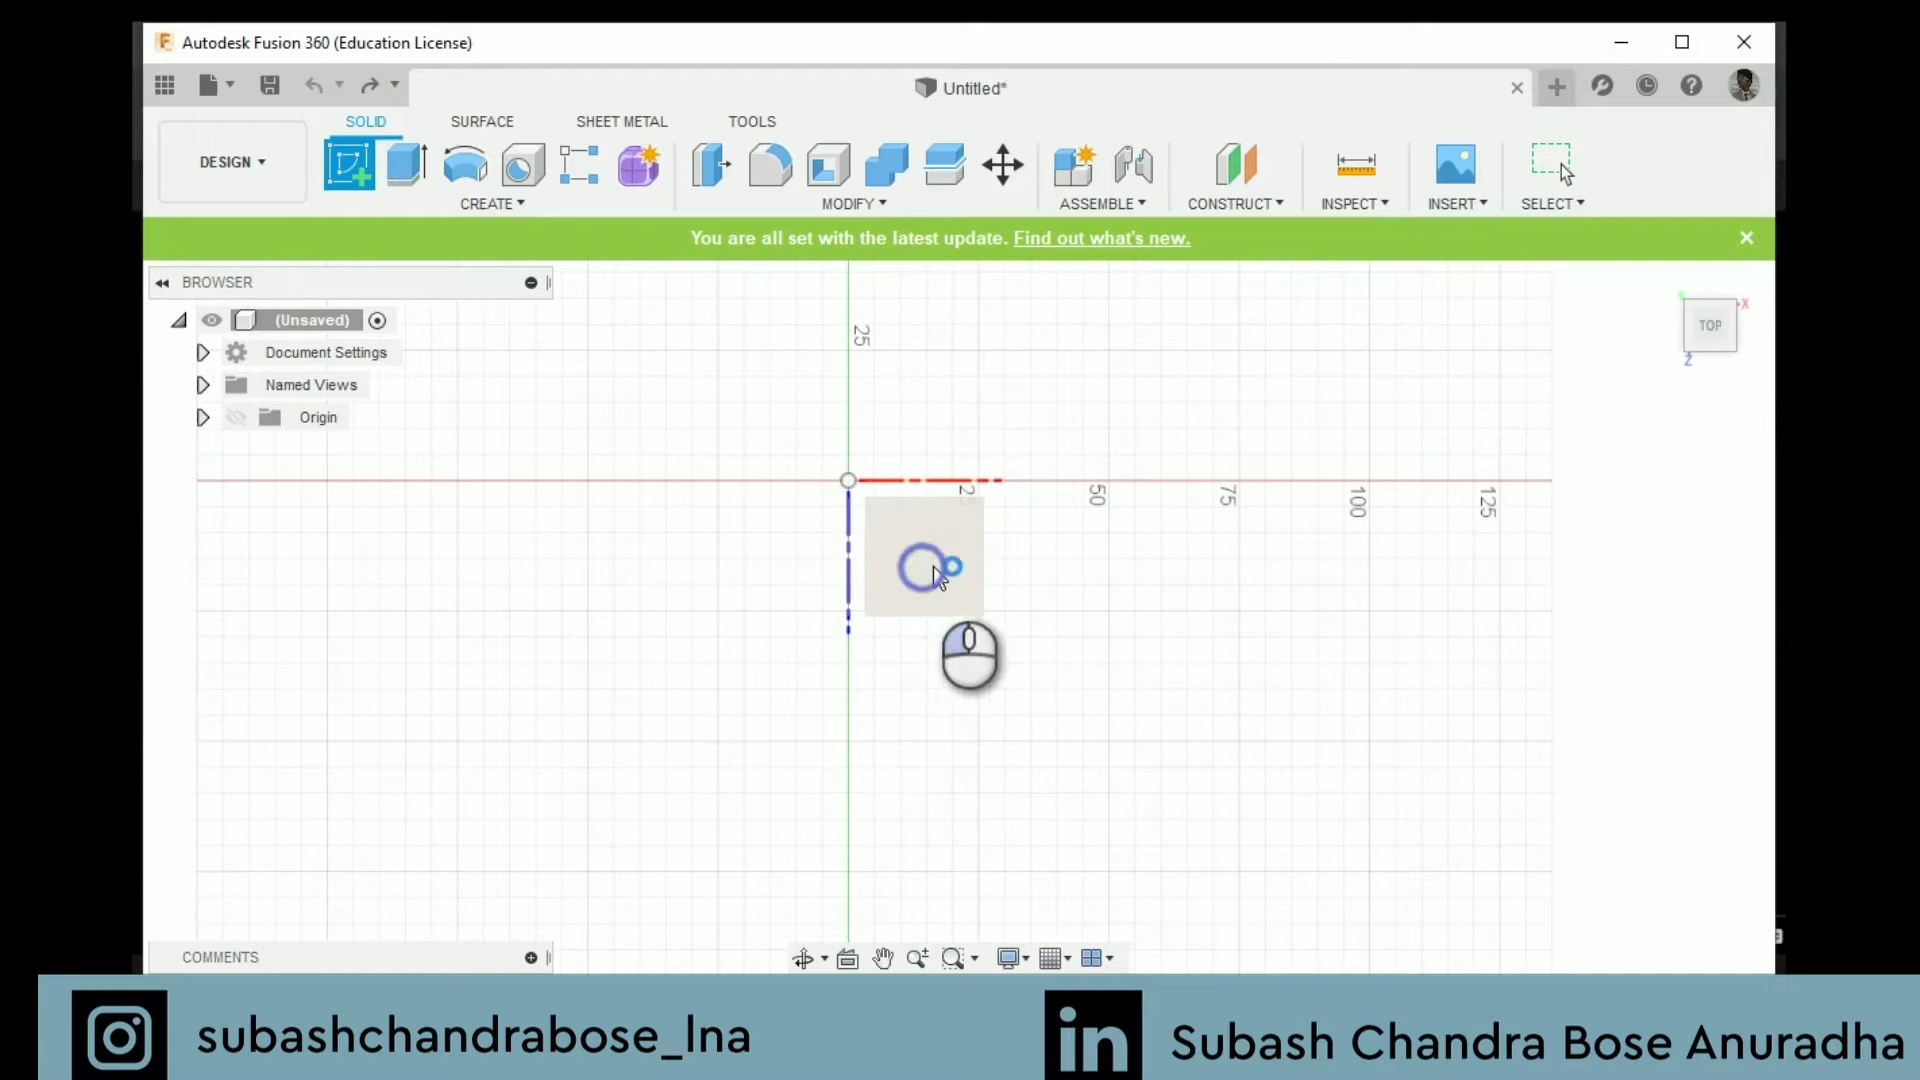 Autodesk Fusion 360 (Education License)
Untitled*
SOLID SURFACE SHEET METAL TOOLS
DESIGN
CREATE MODIFY ASSEMBLE CONSTRUCT INSPECT INSERT SELECT
You are all set with the latest update. Find out what's new.
BROWSER
(Unsaved)
Document Settings
Named Views
Origin
25
25 50 75 100 125
TOP
X
Z
COMMENTS
subashchandrabose_lna
in Subash Chandra Bose Anuradha